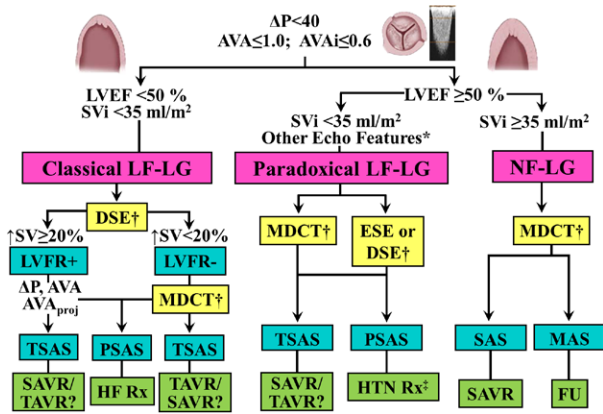 ΔP<40
AVA≤1.0; AVAi≤0.6
LVEF <50 %
SVi <35 ml/m²
LVEF ≥50 %
SVi <35 ml/m²
Other Echo Features*
SVi ≥35 ml/m²
Classical LF-LG
Paradoxical LF-LG
NF-LG
DSE†
↑SV≥20%
↑SV<20%
LVFR+
LVFR-
ΔP, AVA
AVAproj
MDCT†
MDCT†
ESE or
DSE†
MDCT†
TSAS
PSAS
TSAS
TSAS
PSAS
SAS
MAS
SAVR/
TAVR?
HF Rx
TAVR/
SAVR?
SAVR/
TAVR?
HTN Rx‡
SAVR
FU